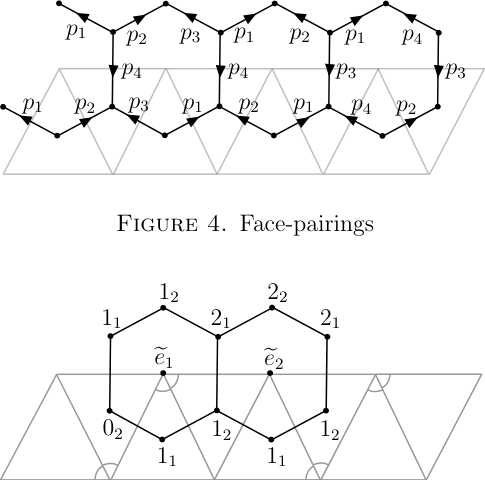 p₁ p₂ p₃ p₁ p₂ p₁ p₄
p₄ p₄ p₃ p₃
p₁ p₂ p₃ p₁ p₂ p₁ p₄ p₂
FIGURE 4. Face-pairings
1₂ 2₂
1₁ 2₁ 2₁
ẽ₁ ẽ₂
0₂ 1₂ 1₂
1₁ 1₁